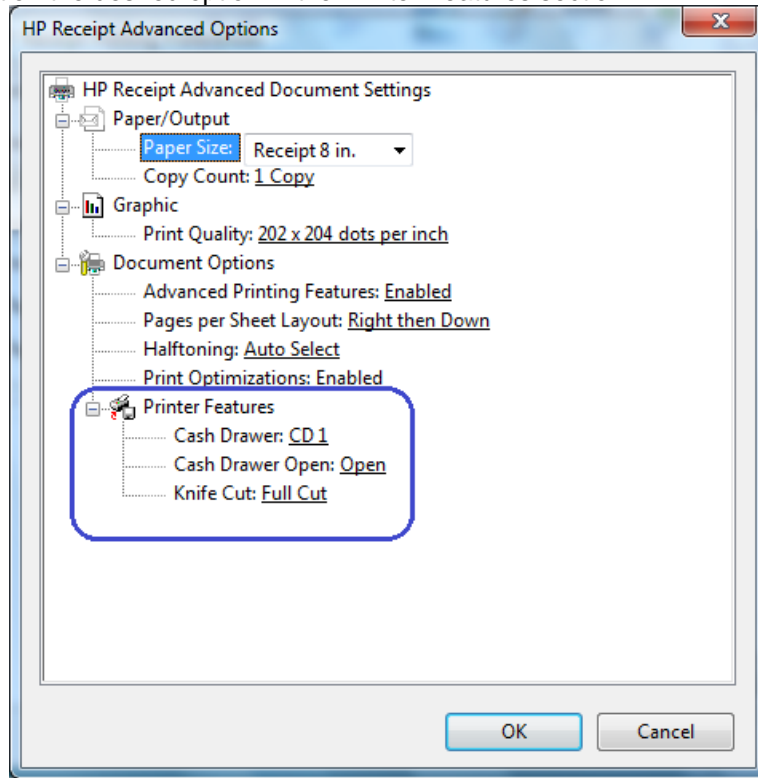 HP Receipt Advanced Options
HP Receipt Advanced Document Settings
Paper/Output
Paper Size: Receipt 8 in.
Copy Count: 1 Copy
Graphic
Print Quality: 202 x 204 dots per inch
Document Options
Advanced Printing Features: Enabled
Pages per Sheet Layout: Right then Down
Halftoning: Auto Select
Print Optimizations: Enabled
Printer Features
Cash Drawer: CD 1
Cash Drawer Open: Open
Knife Cut: Full Cut
OK Cancel